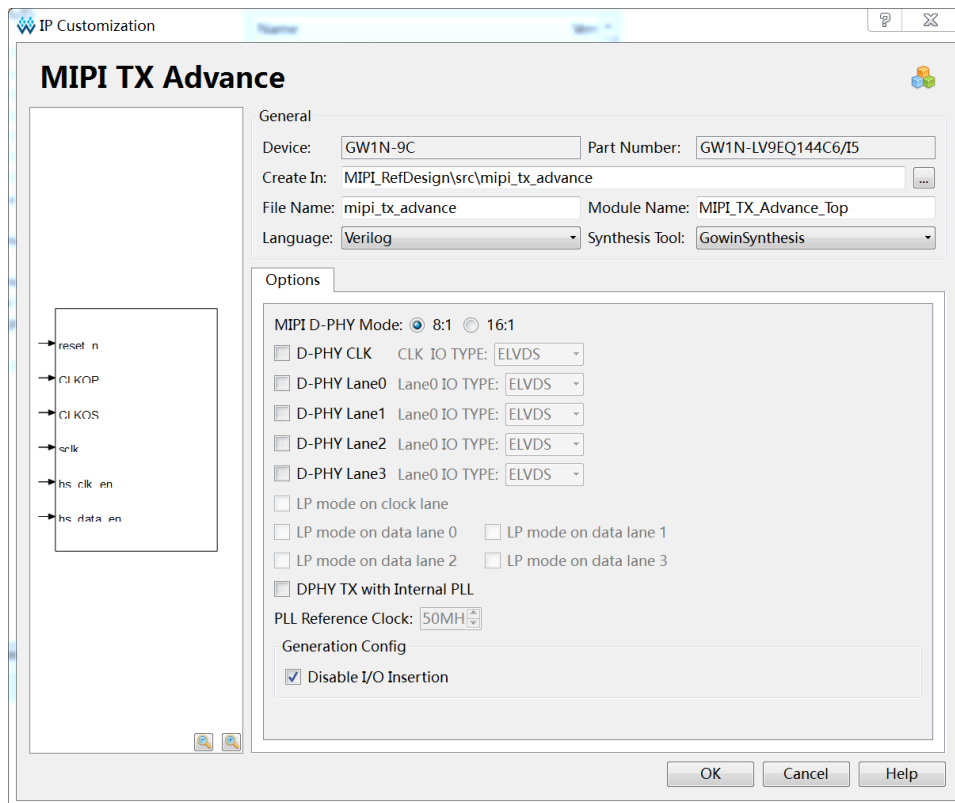 IP Customization
Name
MIPI TX Advance
General
Device: GW1N-9C Part Number: GW1N-LV9EQ144C6/I5
Create In: MIPI_RefDesign\src\mipi_tx_advance ...
File Name: mipi_tx_advance Module Name: MIPI_TX_Advance_Top
Language: Verilog Synthesis Tool: GowinSynthesis
Options
reset_n
CLKOP
CLKOS
sclk
hs_clk_en
hs_data_en
MIPI D-PHY Mode: 8:1 16:1
D-PHY CLK CLK IO TYPE: ELVDS
D-PHY Lane0 Lane0 IO TYPE: ELVDS
D-PHY Lane1 Lane0 IO TYPE: ELVDS
D-PHY Lane2 Lane0 IO TYPE: ELVDS
D-PHY Lane3 Lane0 IO TYPE: ELVDS
LP mode on clock lane
LP mode on data lane 0 LP mode on data lane 1
LP mode on data lane 2 LP mode on data lane 3
DPHY TX with Internal PLL
PLL Reference Clock: 50MH
Generation Config
Disable I/O Insertion
OK Cancel Help